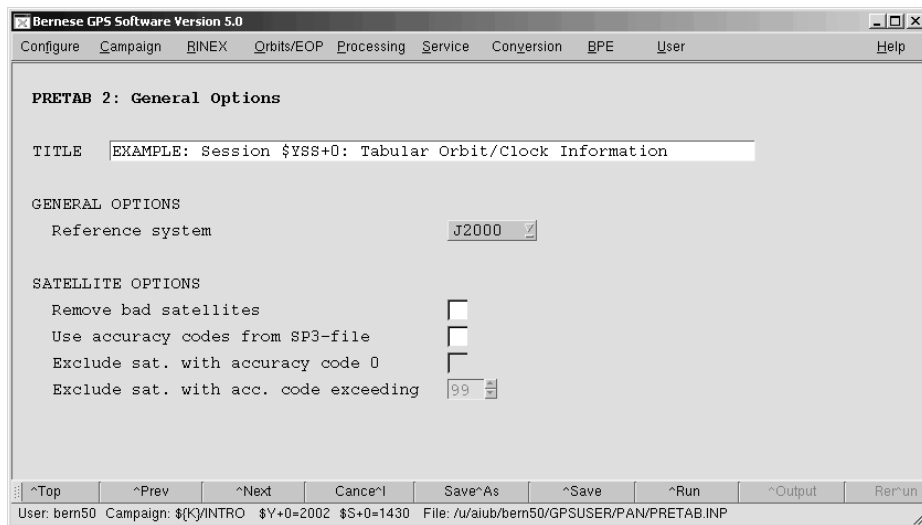 Bernese GPS Software Version 5.0
Configure Campaign RINEX Orbits/EOP Processing Service Conversion BPE User Help
PRETAB 2: General Options
TITLE EXAMPLE: Session $YSS+0: Tabular Orbit/Clock Information
GENERAL OPTIONS
Reference system J2000
SATELLITE OPTIONS
Remove bad satellites
Use accuracy codes from SP3-file
Exclude sat. with accuracy code 0
Exclude sat. with acc. code exceeding 99
^Top ^Prev ^Next Cance^l Save^As ^Save ^Run ^Output Rer^un
User: bern50 Campaign: ${K}/INTRO $Y+0=2002 $S+0=1430 File: /u/aiub/bern50/GPSUSER/PAN/PRETAB.INP